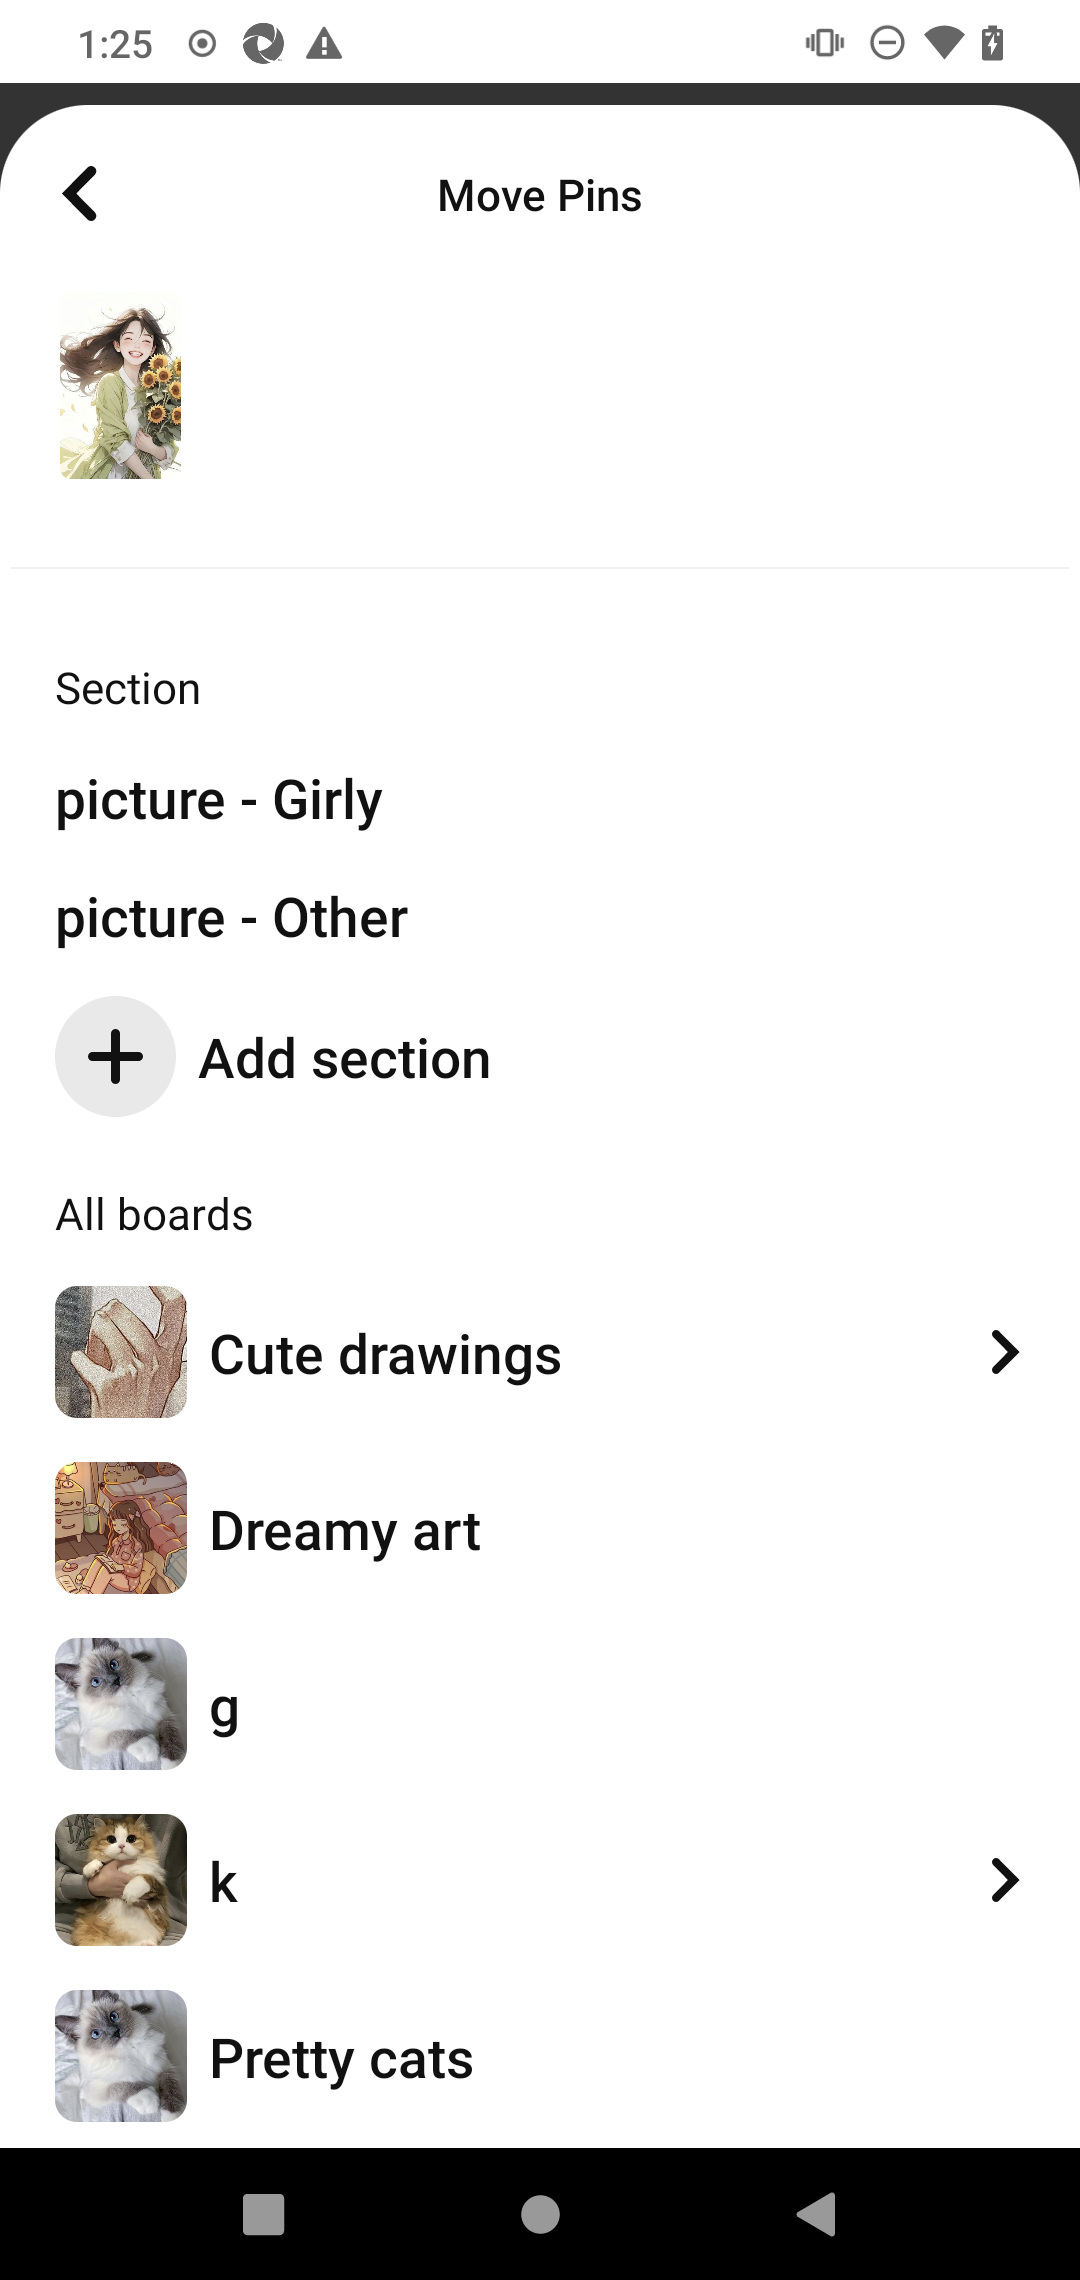 1:25
Move Pins
Section
picture - Girly
picture - Other
Add section
All boards
Cute drawings
Dreamy art
g
k
Pretty cats